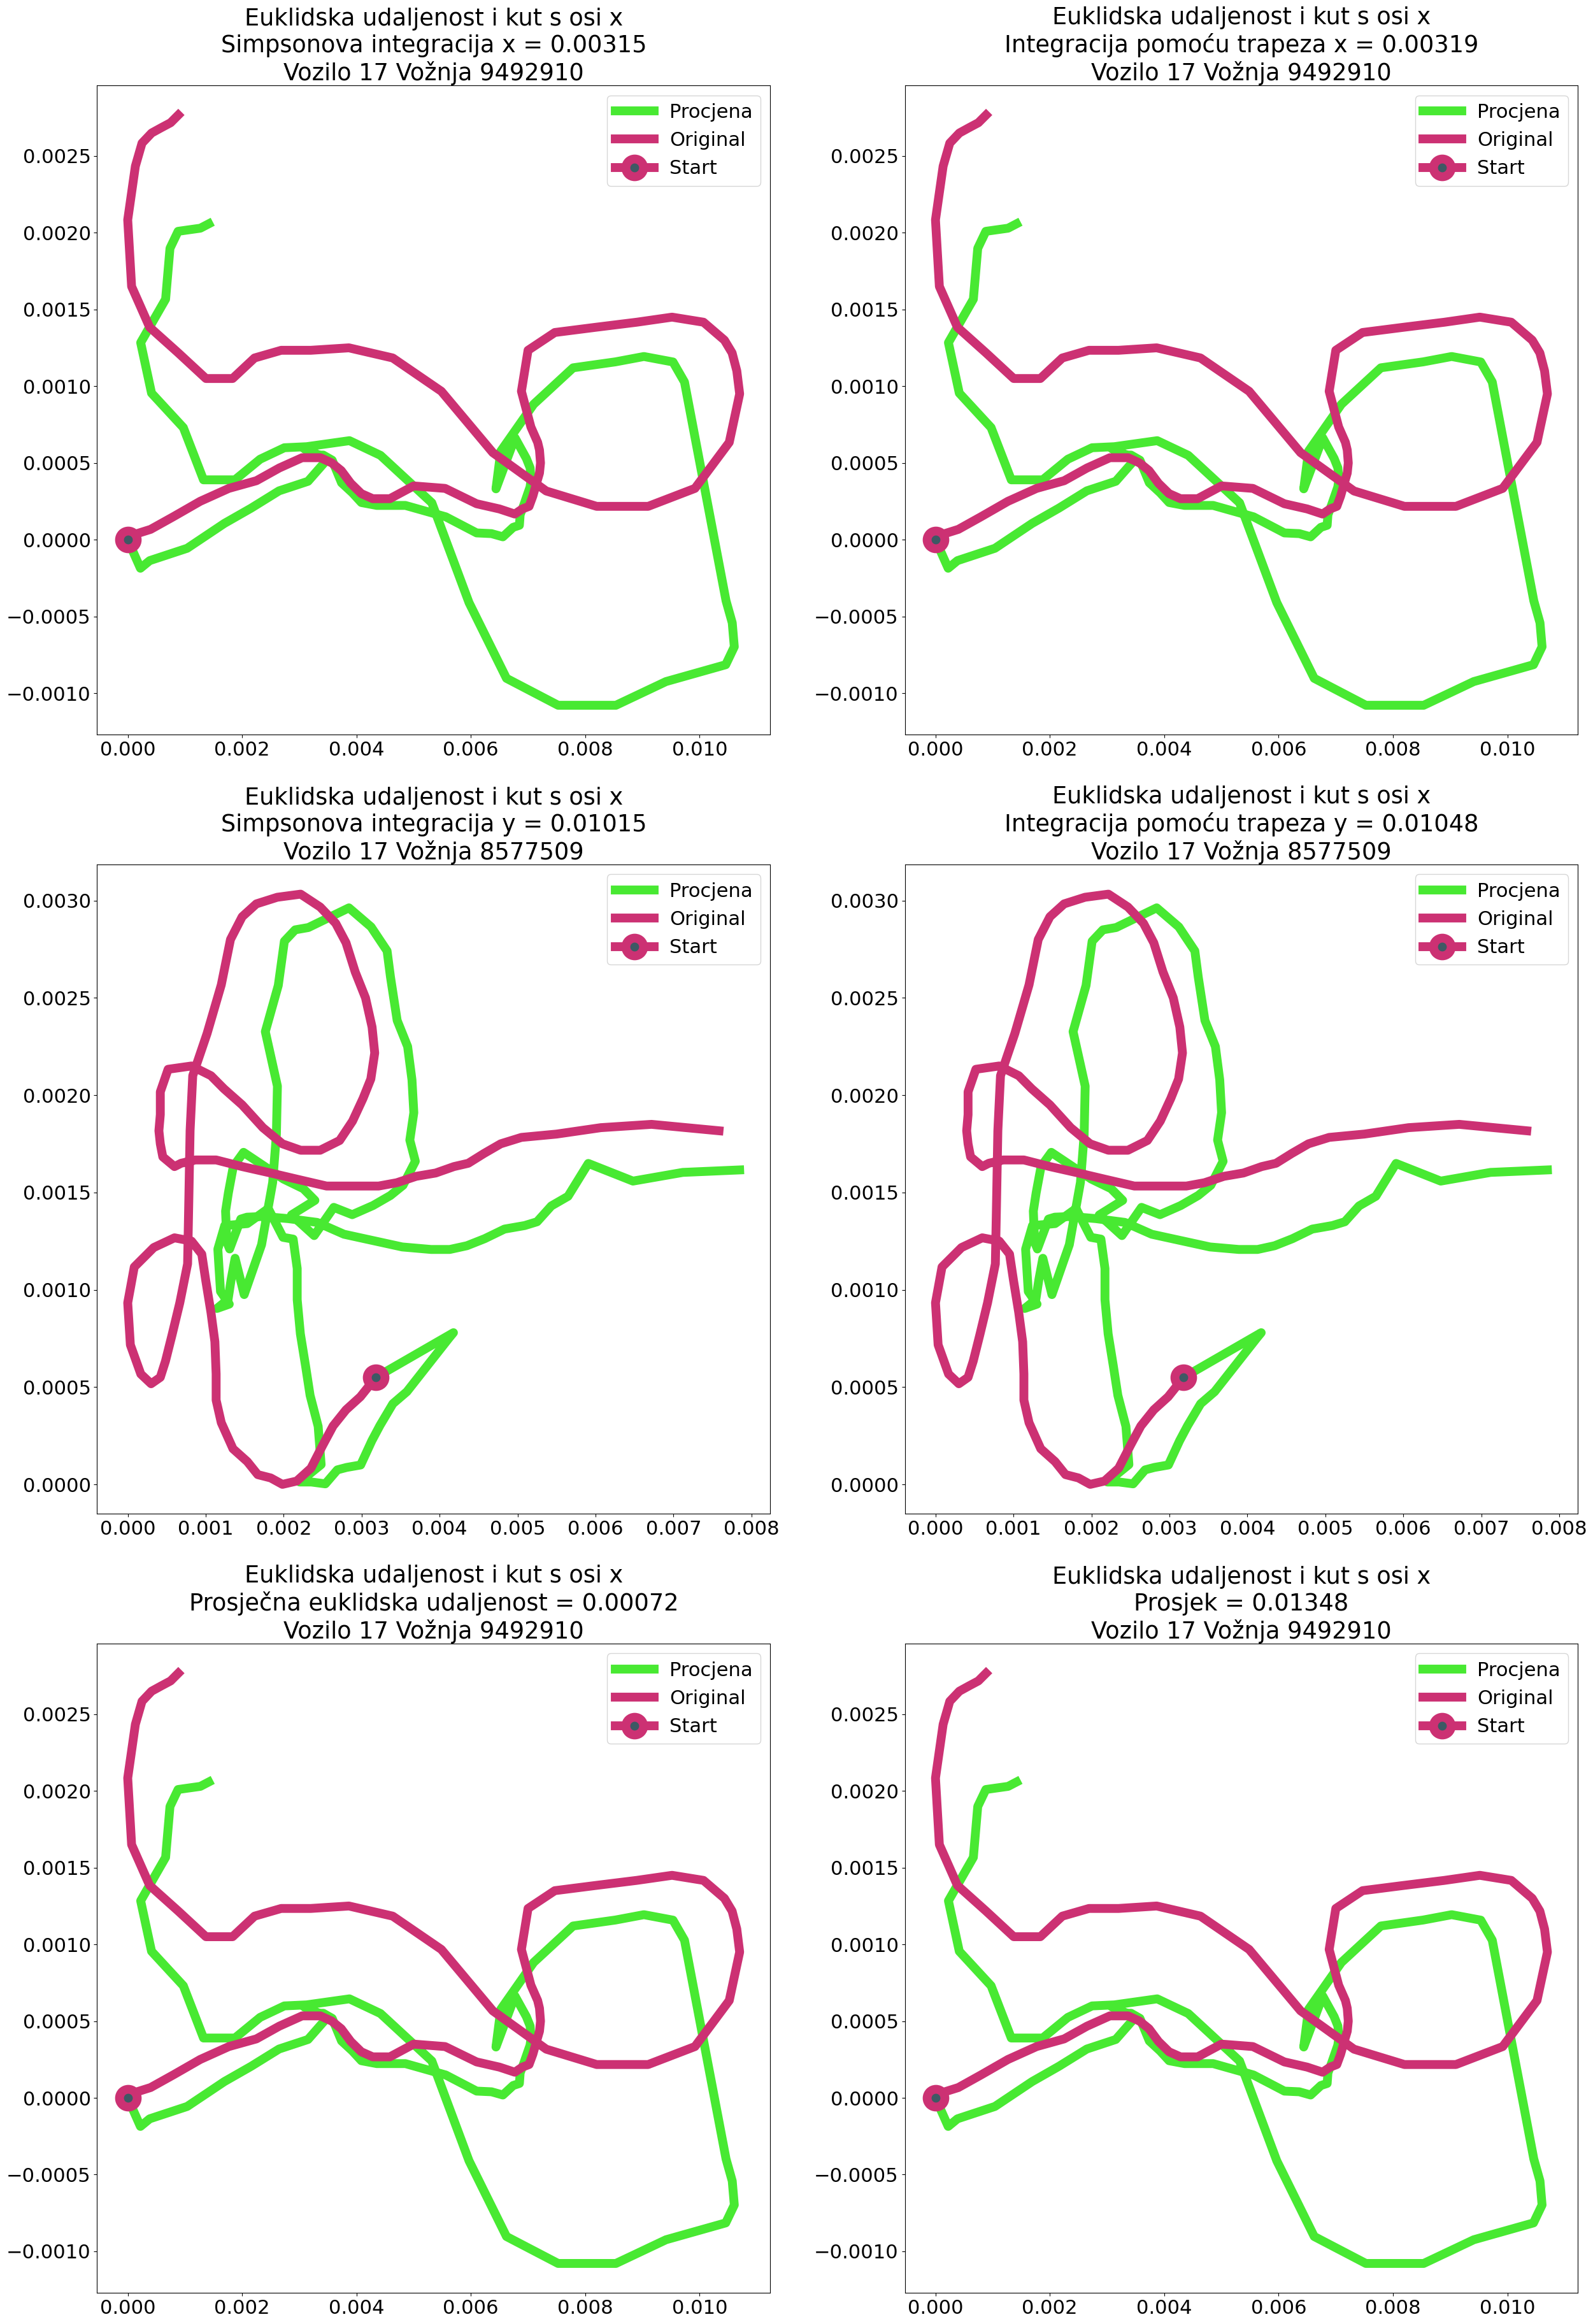 Euklidska udaljenost i kut s osi x
Simpsonova integracija x = 0.00315
Vozilo 17 Vožnja 9492910
Procjena
Original
Start
0.0025
0.0020
0.0015
0.0010
0.0005
0.0000
−0.0005
−0.0010
0.000 0.002 0.004 0.006 0.008 0.010
Euklidska udaljenost i kut s osi x
Integracija pomoću trapeza x = 0.00319
Vozilo 17 Vožnja 9492910
Procjena
Original
Start
0.0025
0.0020
0.0015
0.0010
0.0005
0.0000
−0.0005
−0.0010
0.000 0.002 0.004 0.006 0.008 0.010
Euklidska udaljenost i kut s osi x
Simpsonova integracija y = 0.01015
Vozilo 17 Vožnja 8577509
Procjena
Original
Start
0.0030
0.0025
0.0020
0.0015
0.0010
0.0005
0.0000
0.000 0.001 0.002 0.003 0.004 0.005 0.006 0.007 0.008
Euklidska udaljenost i kut s osi x
Integracija pomoću trapeza y = 0.01048
Vozilo 17 Vožnja 8577509
Procjena
Original
Start
0.0030
0.0025
0.0020
0.0015
0.0010
0.0005
0.0000
0.000 0.001 0.002 0.003 0.004 0.005 0.006 0.007 0.008
Euklidska udaljenost i kut s osi x
Prosječna euklidska udaljenost = 0.00072
Vozilo 17 Vožnja 9492910
Procjena
Original
Start
0.0025
0.0020
0.0015
0.0010
0.0005
0.0000
−0.0005
−0.0010
0.000 0.002 0.004 0.006 0.008 0.010
Euklidska udaljenost i kut s osi x
Prosjek = 0.01348
Vozilo 17 Vožnja 9492910
Procjena
Original
Start
0.0025
0.0020
0.0015
0.0010
0.0005
0.0000
−0.0005
−0.0010
0.000 0.002 0.004 0.006 0.008 0.010